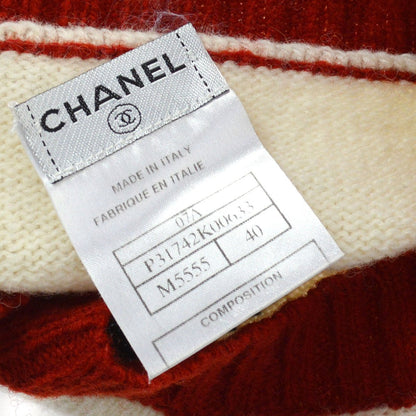 CHANEL
MADE IN ITALY
FABRIQUE EN ITALIE
07A
P31742K00633
M5555 40
COMPOSITION